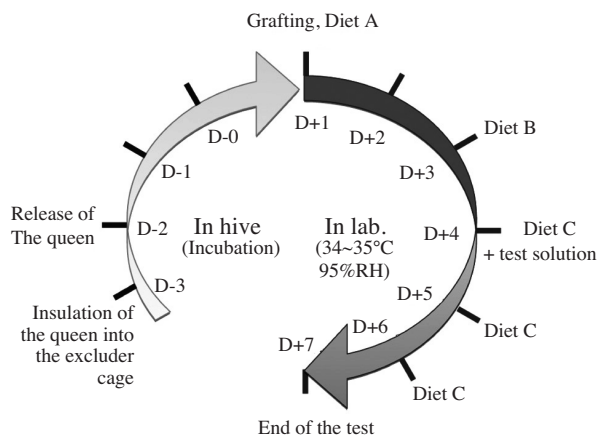 Grafting, Diet A
D+1
D+2
Diet B
D+3
D+4
Diet C
+ test solution
D+5
Diet C
D+6
Diet C
D+7
End of the test
In lab.
(34~35°C
95%RH)
In hive
(Incubation)
D-0
D-1
D-2
Release of
The queen
D-3
Insulation of
the queen into
the excluder
cage